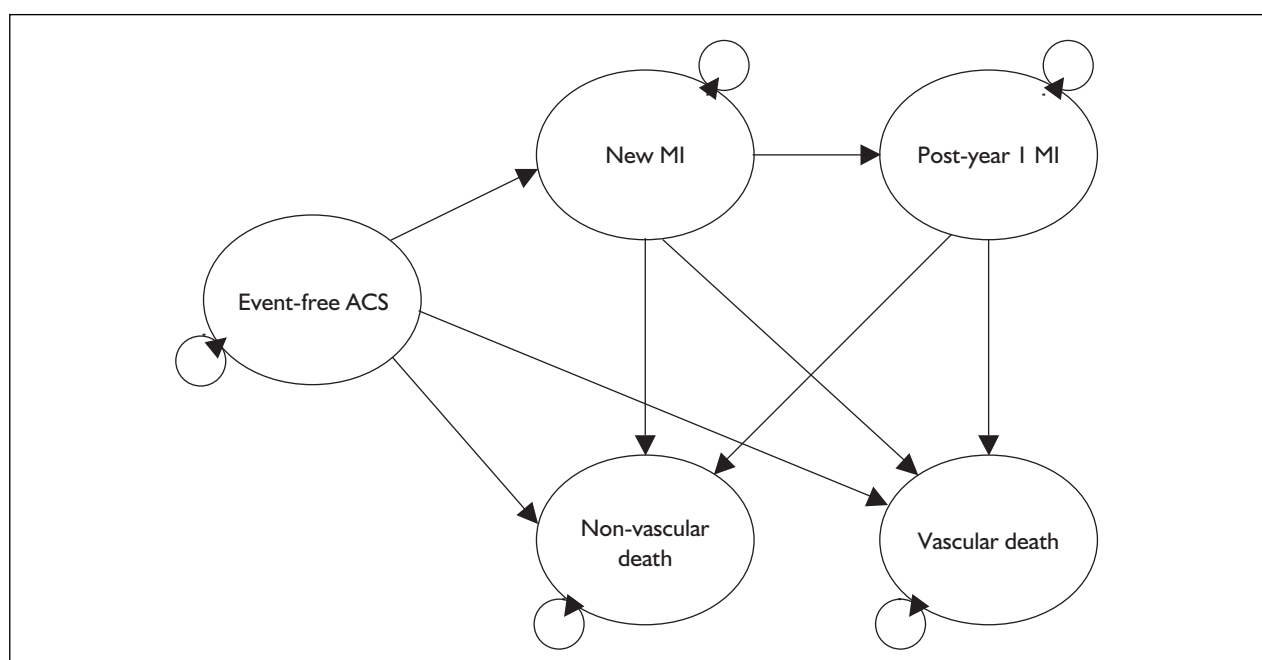 New MI
Post-year 1 MI
Event-free ACS
Non-vascular
death
Vascular death